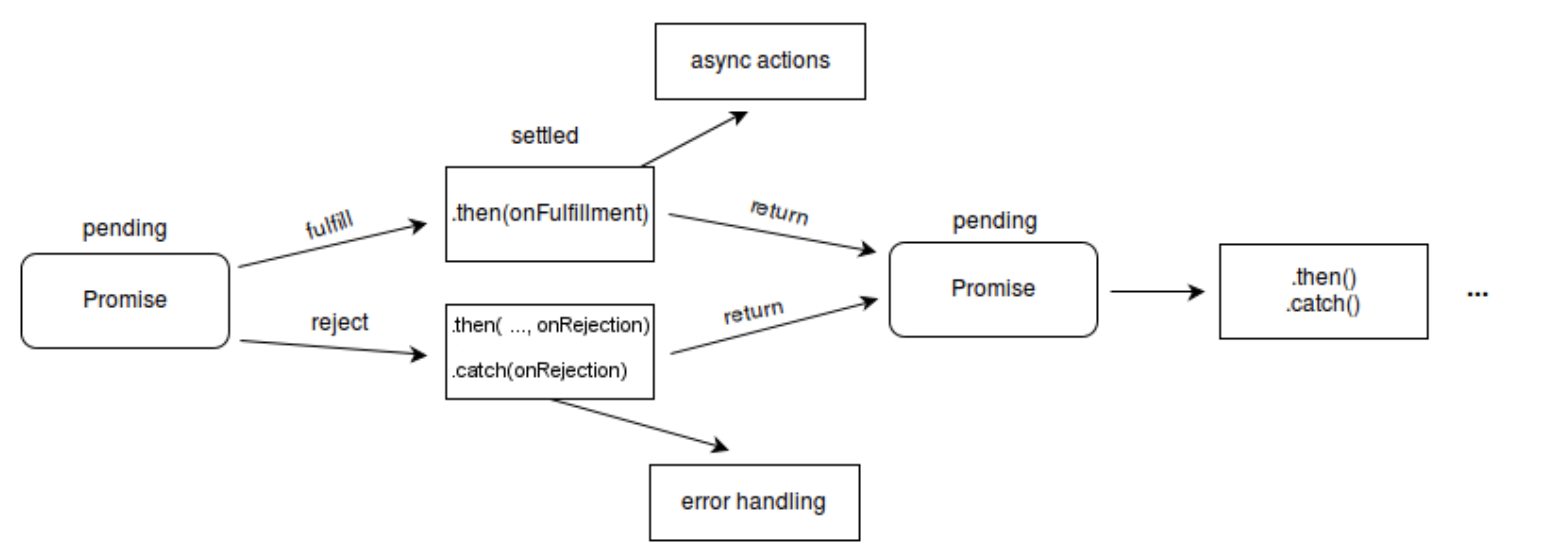 async actions
settled
pending
fulfill
.then(onFulfillment)
return
pending
Promise
reject
.then( ..., onRejection)
.catch(onRejection)
return
Promise
.then()
.catch()
...
error handling